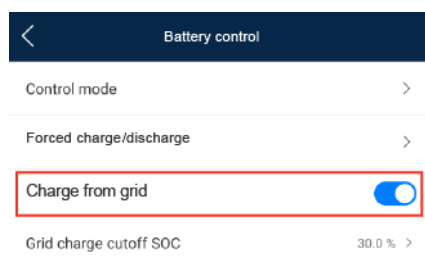 Battery control
Control mode
Forced charge/discharge
Charge from grid
Grid charge cutoff SOC 30.0 %